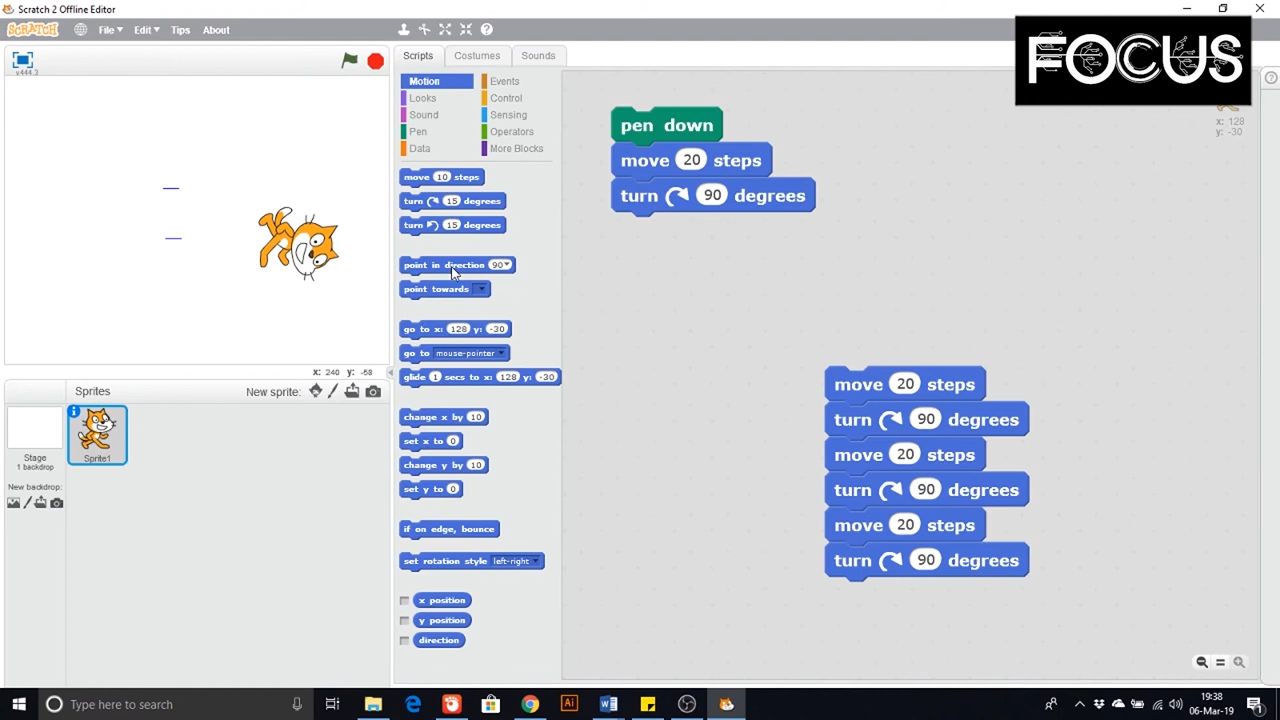 Scratch 2 Offline Editor
SCRATCH
File Edit Tips About
FOCUS
v444.3
Scripts Costumes Sounds
Motion
Looks
Sound
Pen
Data
Events
Control
Sensing
Operators
More Blocks
x: 128
y: -30
move 10 steps
turn 15 degrees
turn 15 degrees
point in direction 90
point towards
go to x: 128 y: -30
go to mouse-pointer
glide 1 secs to x: 128 y: -30
change x by 10
set x to 0
change y by 10
set y to 0
if on edge, bounce
set rotation style left-right
x position
y position
direction
pen down
move 20 steps
turn 90 degrees
move 20 steps
turn 90 degrees
move 20 steps
turn 90 degrees
move 20 steps
turn 90 degrees
x: 240 y: -58
Sprites New sprite:
Stage
1 backdrop
New backdrop:
Sprite1
Type here to search
19:38
06-Mar-19